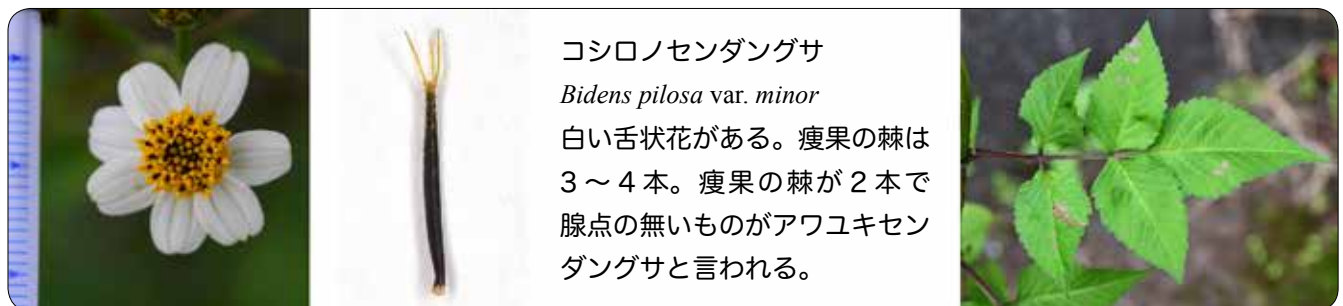 コシロノセンダングサ
Bidens pilosa var. minor
白い舌状花がある。痩果の棘は
3～4本。痩果の棘が2本で
腺点の無いものがアワユキセン
ダングサと言われる。